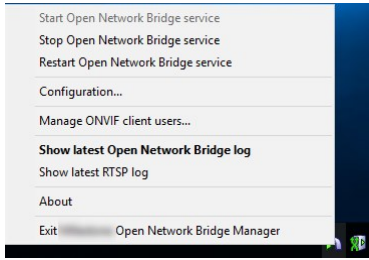 Start Open Network Bridge service
Stop Open Network Bridge service
Restart Open Network Bridge service
Configuration...
Manage ONVIF client users...
Show latest Open Network Bridge log
Show latest RTSP log
About
Exit Open Network Bridge Manager